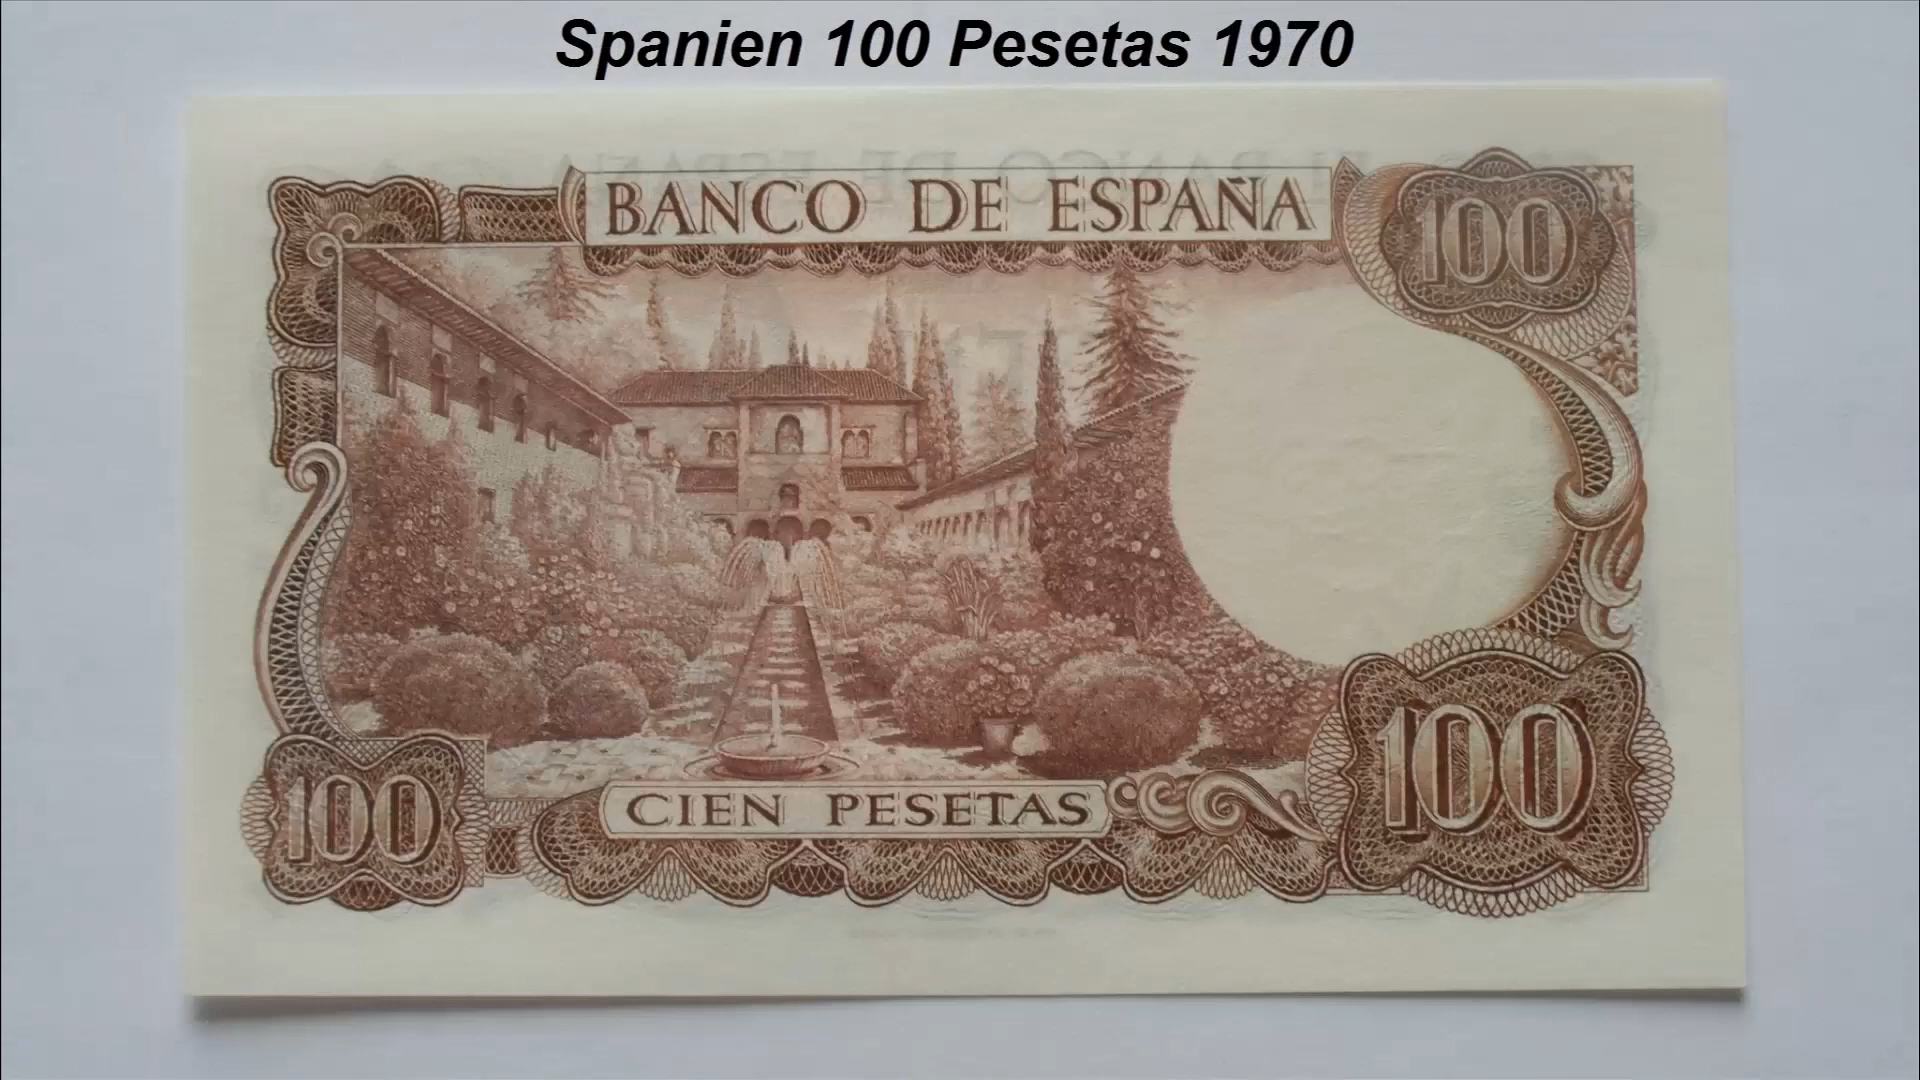 Spanien 100 Pesetas 1970
BANCO DE ESPAÑA
100
100
CIEN PESETAS
100